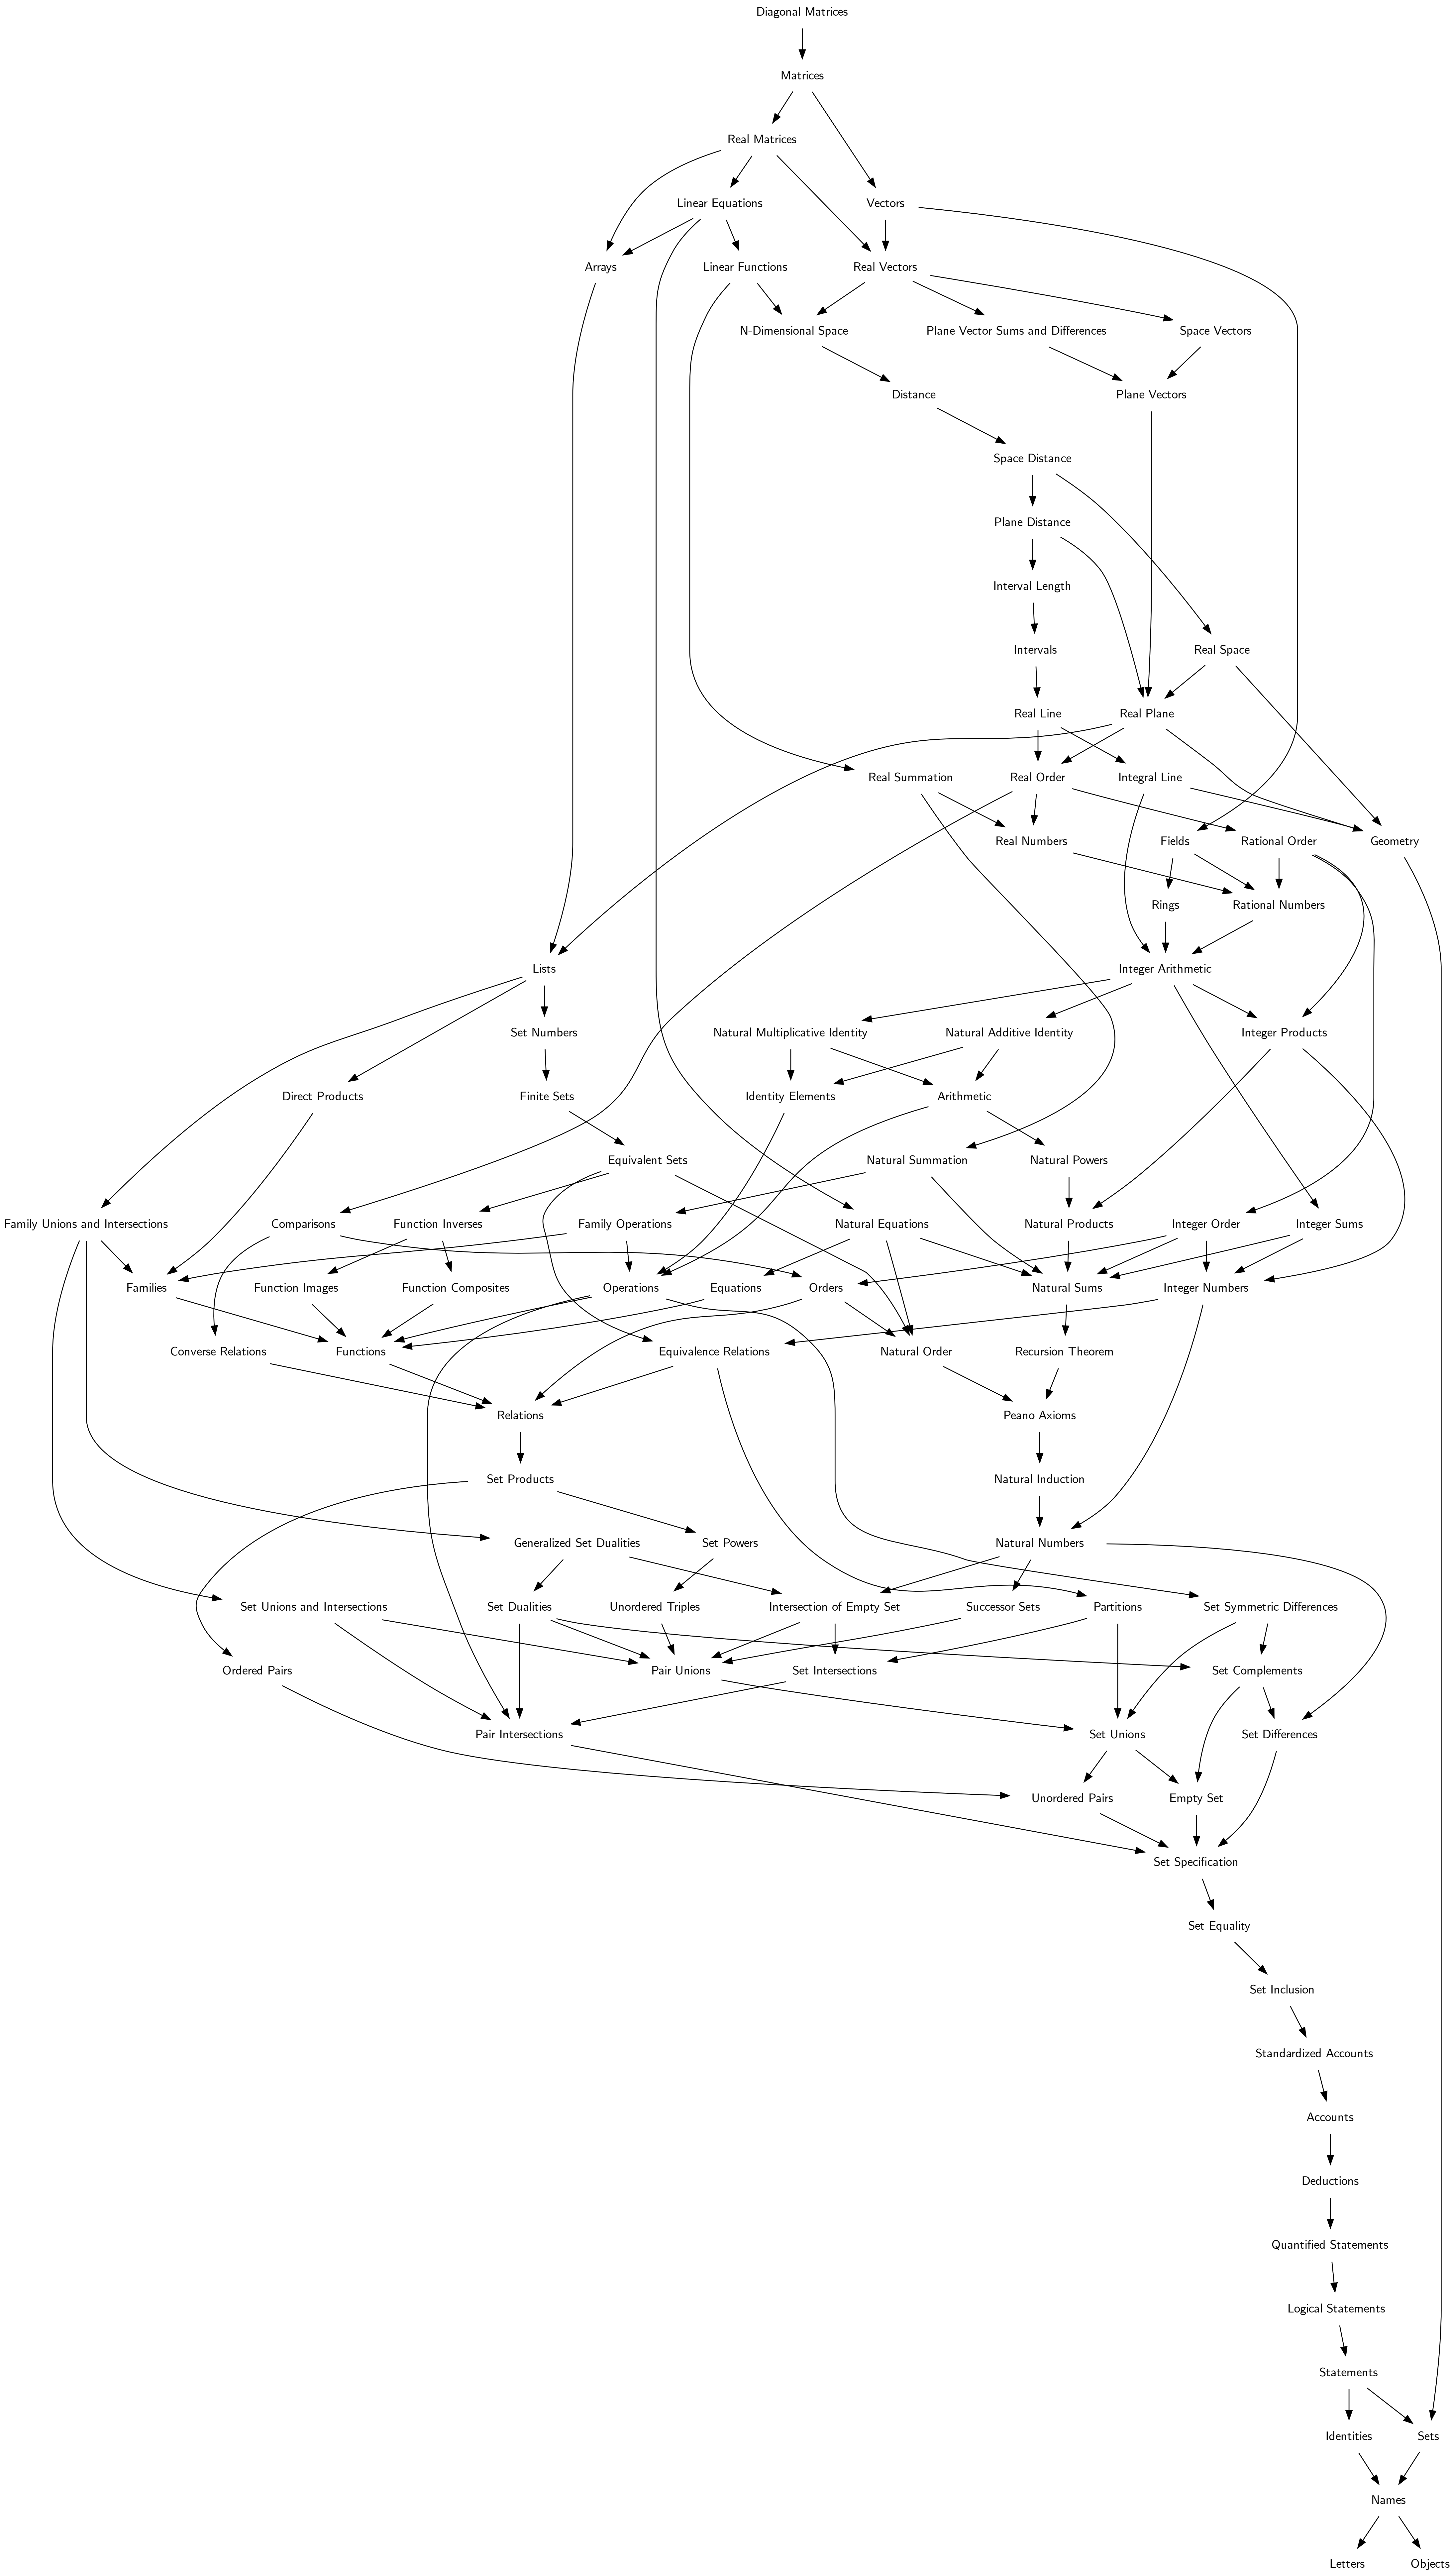 Diagonal Matrices
Matrices
Real Matrices
Linear Equations
Vectors
Arrays
Linear Functions
Real Vectors
N-Dimensional Space
Plane Vector Sums and Differences
Space Vectors
Distance
Plane Vectors
Space Distance
Plane Distance
Interval Length
Intervals
Real Space
Real Line
Real Plane
Real Summation
Real Order
Integral Line
Real Numbers
Fields
Rational Order
Geometry
Rings
Rational Numbers
Lists
Integer Arithmetic
Set Numbers
Natural Multiplicative Identity
Natural Additive Identity
Integer Products
Direct Products
Finite Sets
Identity Elements
Arithmetic
Equivalent Sets
Natural Summation
Natural Powers
Family Unions and Intersections
Comparisons
Function Inverses
Family Operations
Natural Equations
Natural Products
Integer Order
Integer Sums
Families
Function Images
Function Composites
Operations
Equations
Orders
Natural Sums
Integer Numbers
Converse Relations
Functions
Equivalence Relations
Natural Order
Recursion Theorem
Relations
Peano Axioms
Set Products
Natural Induction
Generalized Set Dualities
Set Powers
Natural Numbers
Set Unions and Intersections
Set Dualities
Unordered Triples
Intersection of Empty Set
Successor Sets
Partitions
Set Symmetric Differences
Ordered Pairs
Pair Unions
Set Intersections
Set Complements
Pair Intersections
Set Unions
Set Differences
Unordered Pairs
Empty Set
Set Specification
Set Equality
Set Inclusion
Standardized Accounts
Accounts
Deductions
Quantified Statements
Logical Statements
Statements
Identities
Sets
Names
Letters
Objects